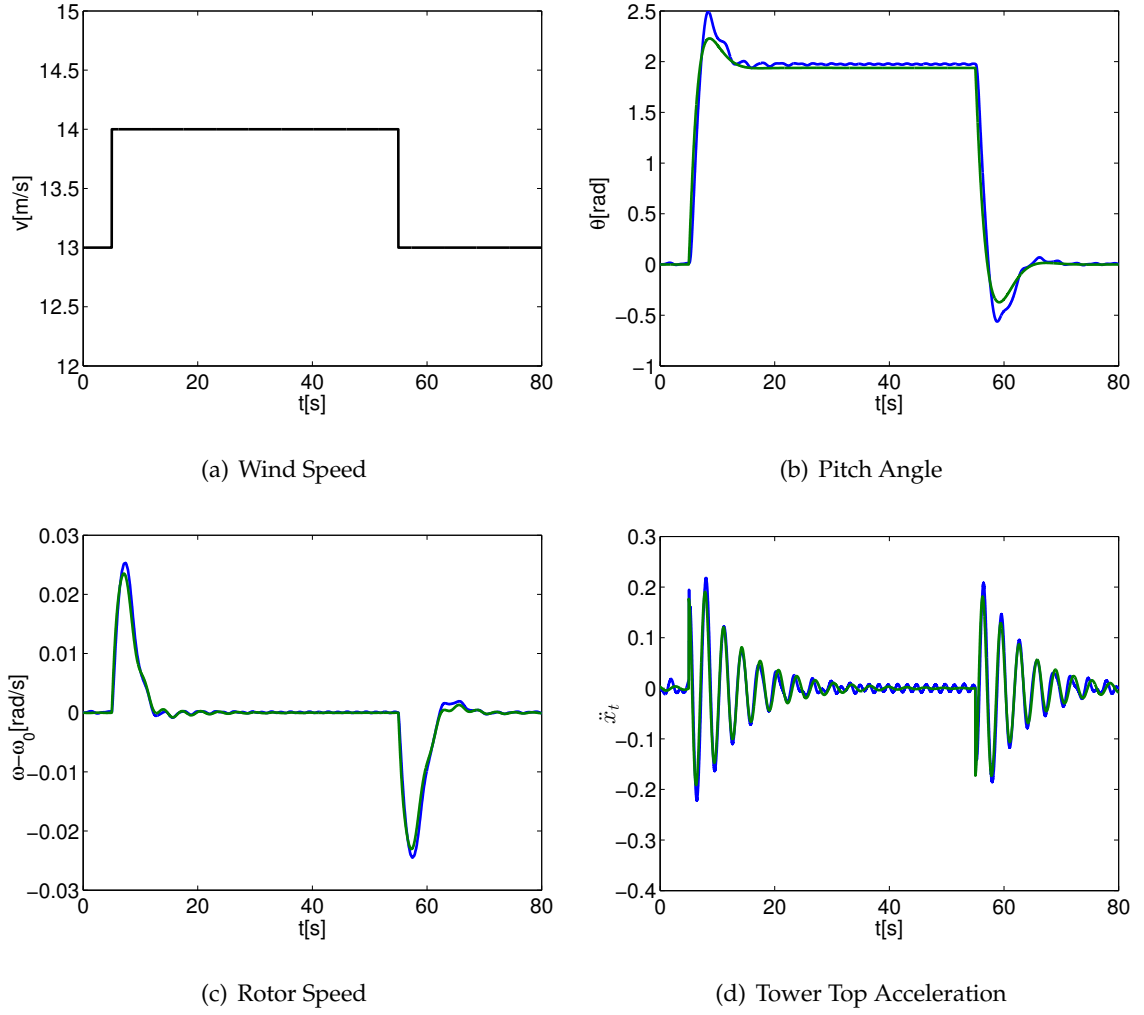 15
14.5
14
13.5
13
12.5
12
v[m/s]
0 20 40 60 80
t[s]
(a) Wind Speed
2.5
2
1.5
1
0.5
0
−0.5
−1
θ[rad]
0 20 40 60 80
t[s]
(b) Pitch Angle
0.03
0.02
0.01
0
−0.01
−0.02
−0.03
ω−ω₀[rad/s]
0 20 40 60 80
t[s]
(c) Rotor Speed
0.3
0.2
0.1
0
−0.1
−0.2
−0.3
−0.4
ẍₜ
0 20 40 60 80
t[s]
(d) Tower Top Acceleration